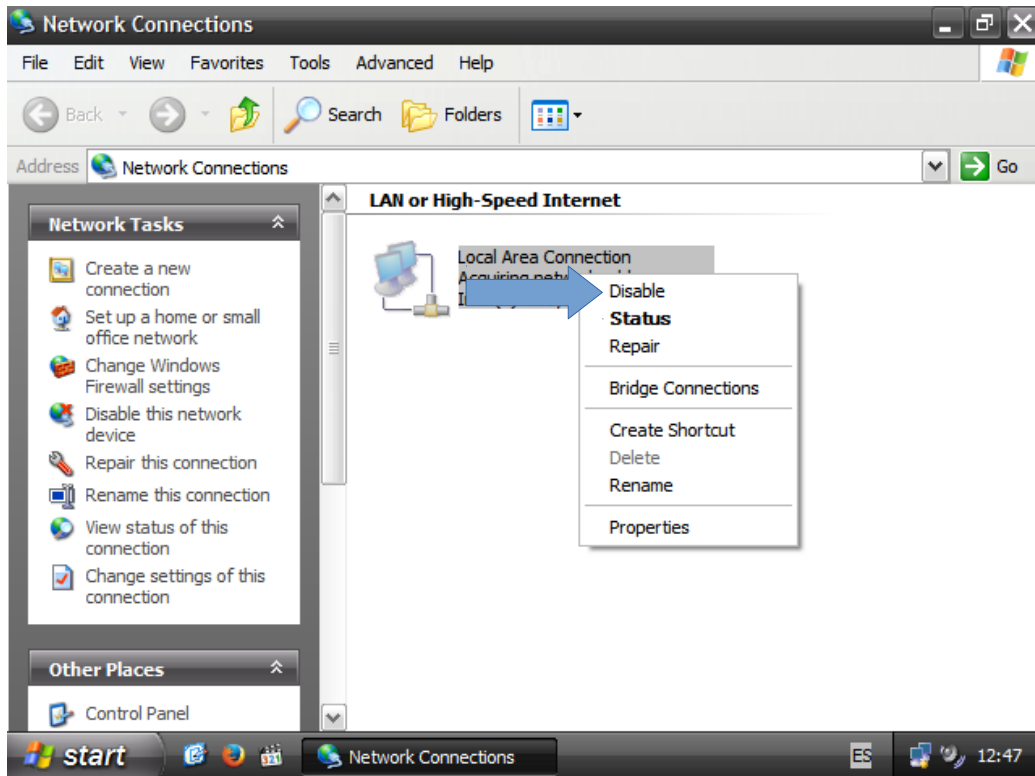 Network Connections
File Edit View Favorites Tools Advanced Help
Back Search Folders
Address Network Connections Go
Network Tasks
Create a new
connection
Set up a home or small
office network
Change Windows
Firewall settings
Disable this network
device
Repair this connection
Rename this connection
View status of this
connection
Change settings of this
connection
Other Places
Control Panel
LAN or High-Speed Internet
Local Area Connection
Acquiring
Disable
Status
Repair
Bridge Connections
Create Shortcut
Delete
Rename
Properties
start Network Connections ES 12:47